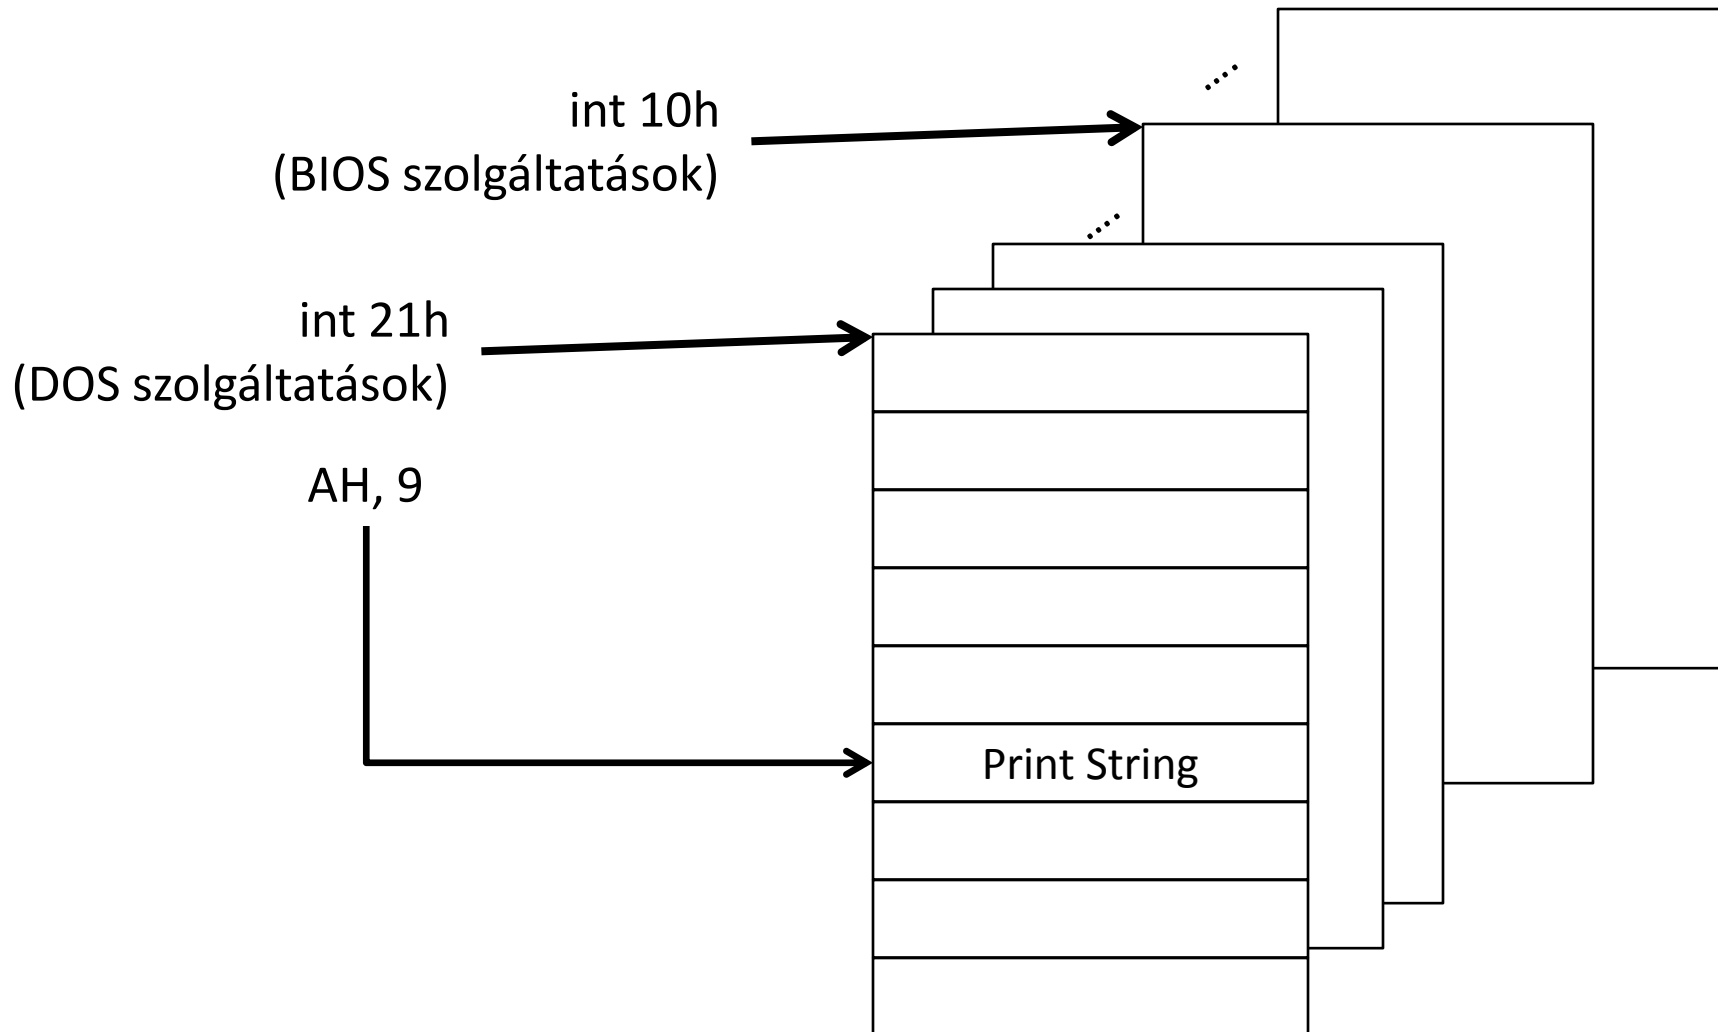 int 10h
(BIOS szolgáltatások)
int 21h
(DOS szolgáltatások)
AH, 9
Print String